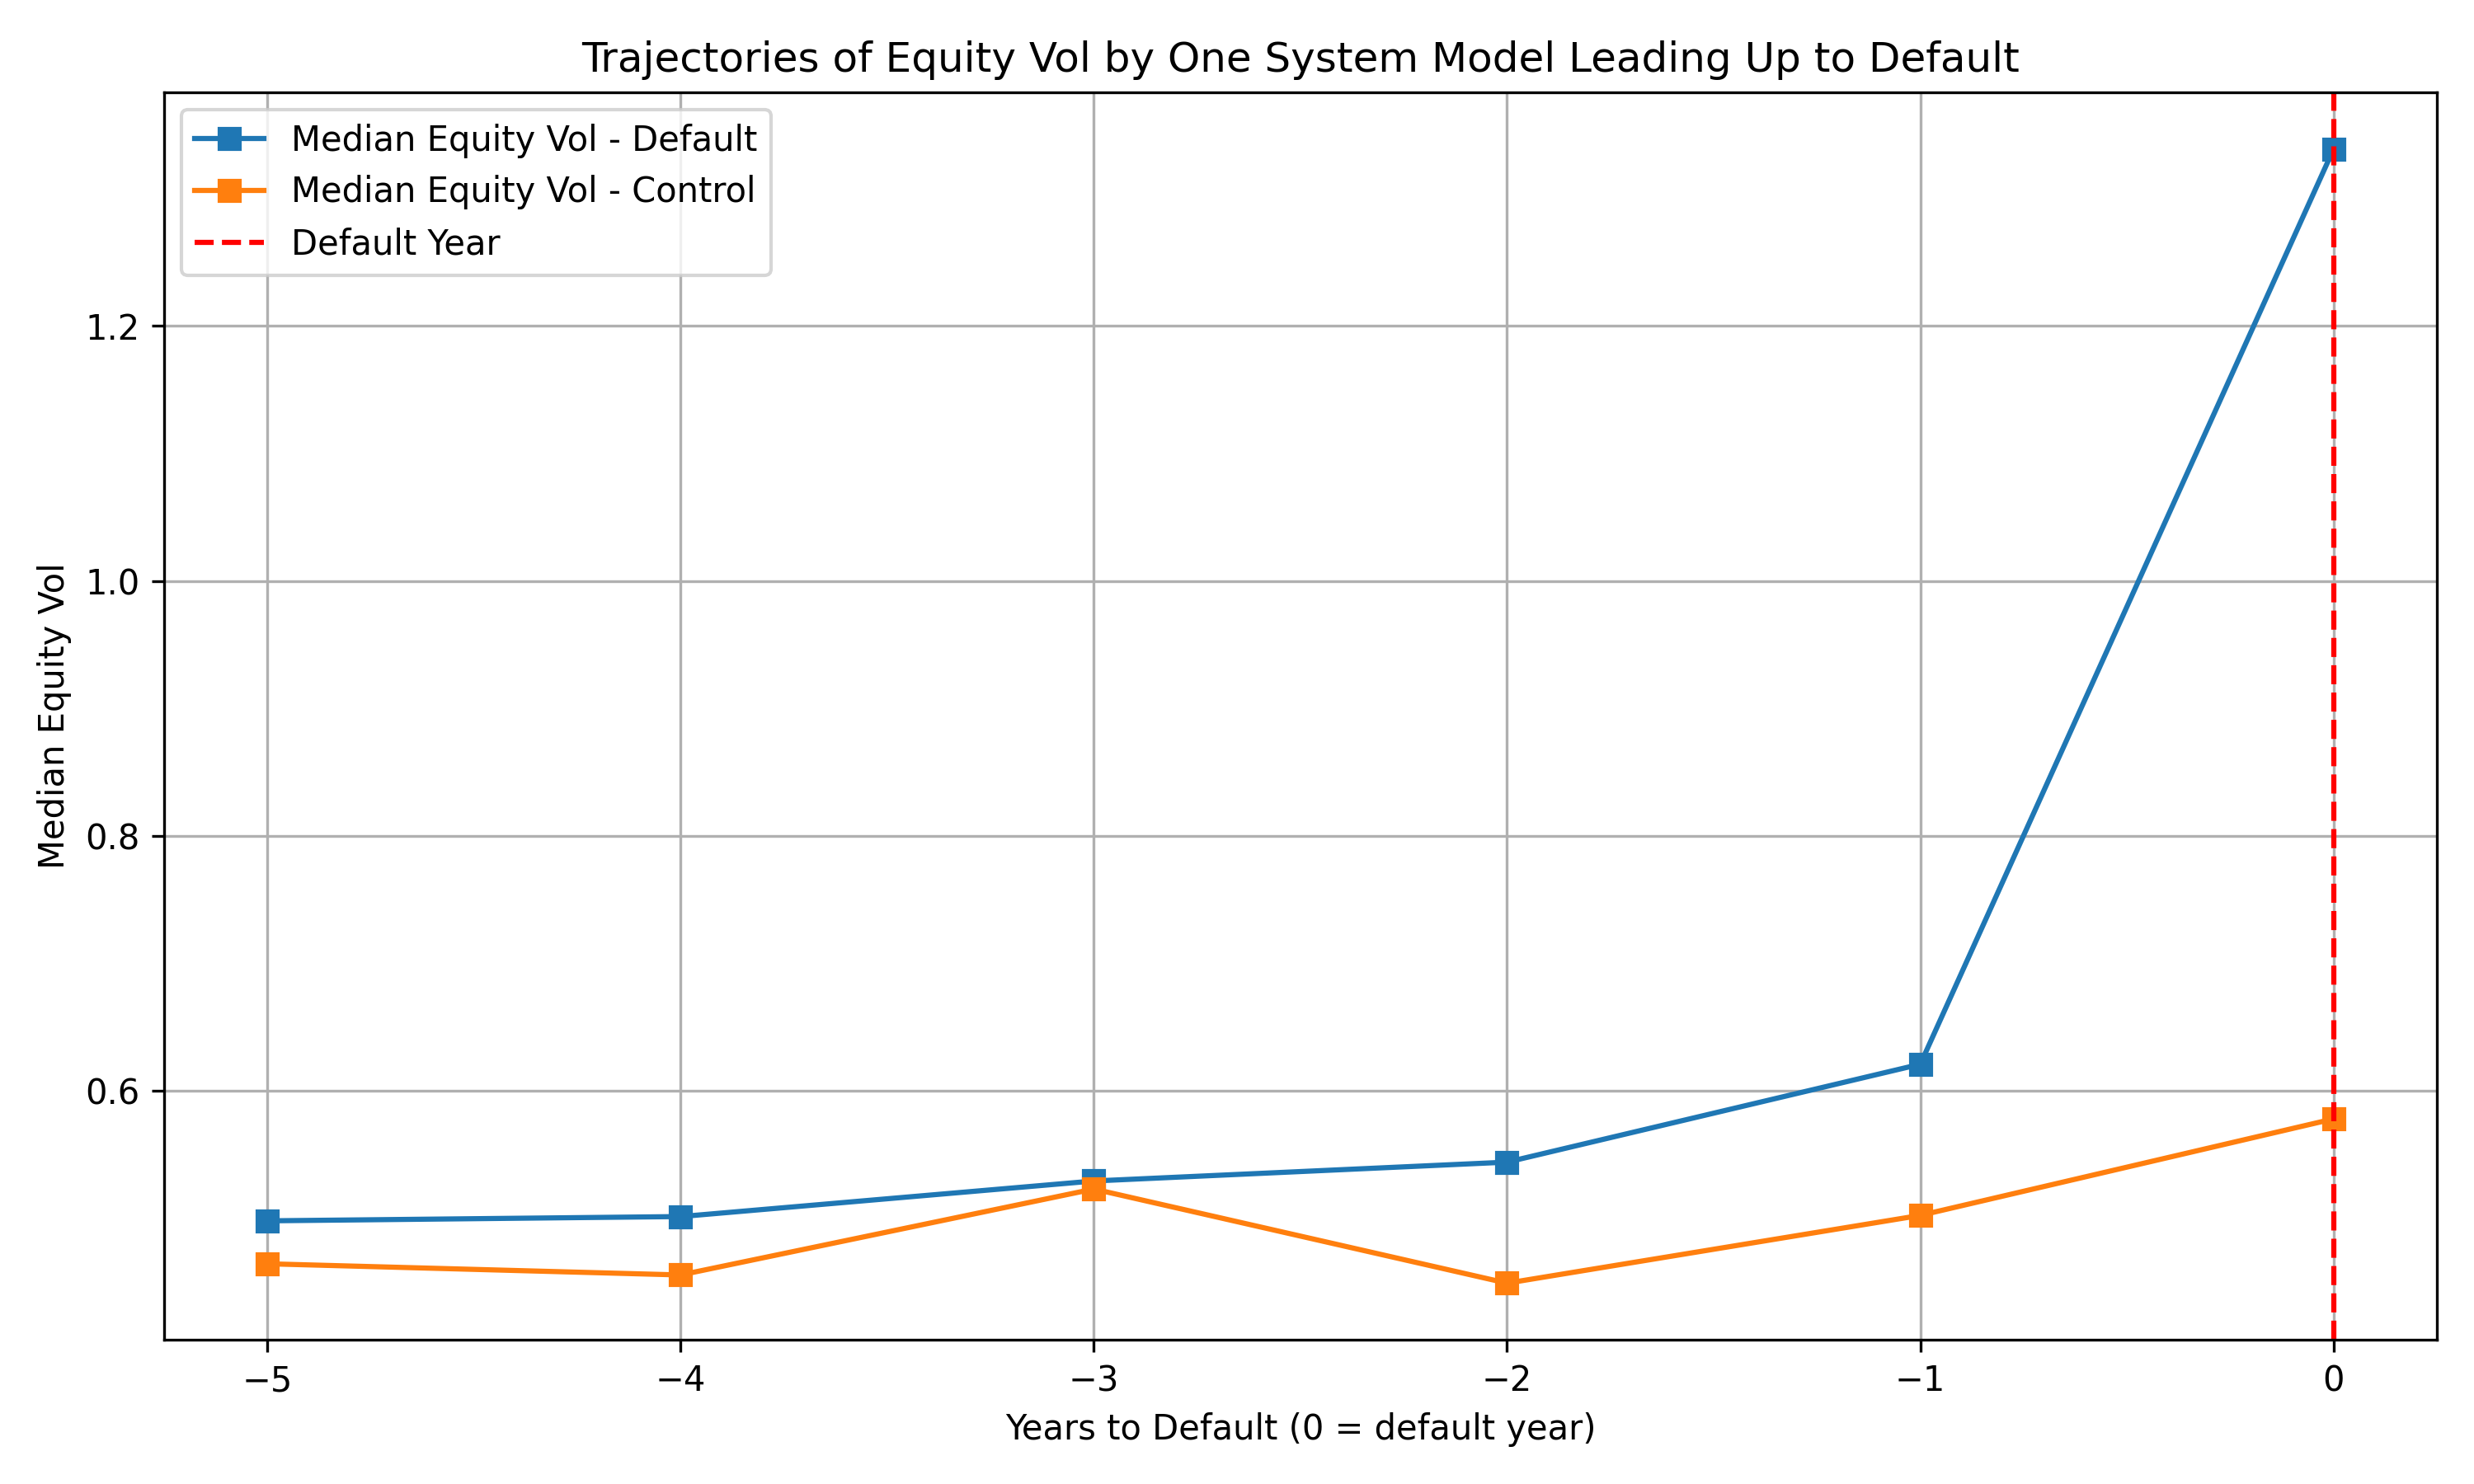 Trajectories of Equity Vol by One System Model Leading Up to Default
Median Equity Vol - Default
Median Equity Vol - Control
Default Year
Median Equity Vol
1.2
1.0
0.8
0.6
−5
−4
−3
−2
−1
0
Years to Default (0 = default year)